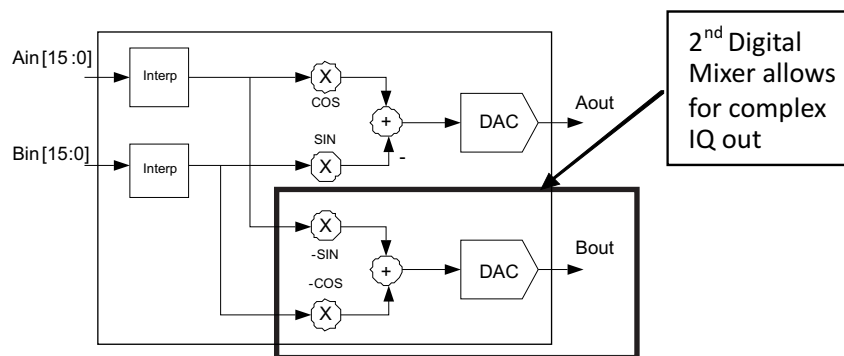 Ain[15:0]
Interp
X
COS
+
DAC
Aout
2nd Digital
Mixer allows
for complex
IQ out
Bin[15:0]
Interp
SIN
X
-
X
-SIN
+
DAC
Bout
-COS
X